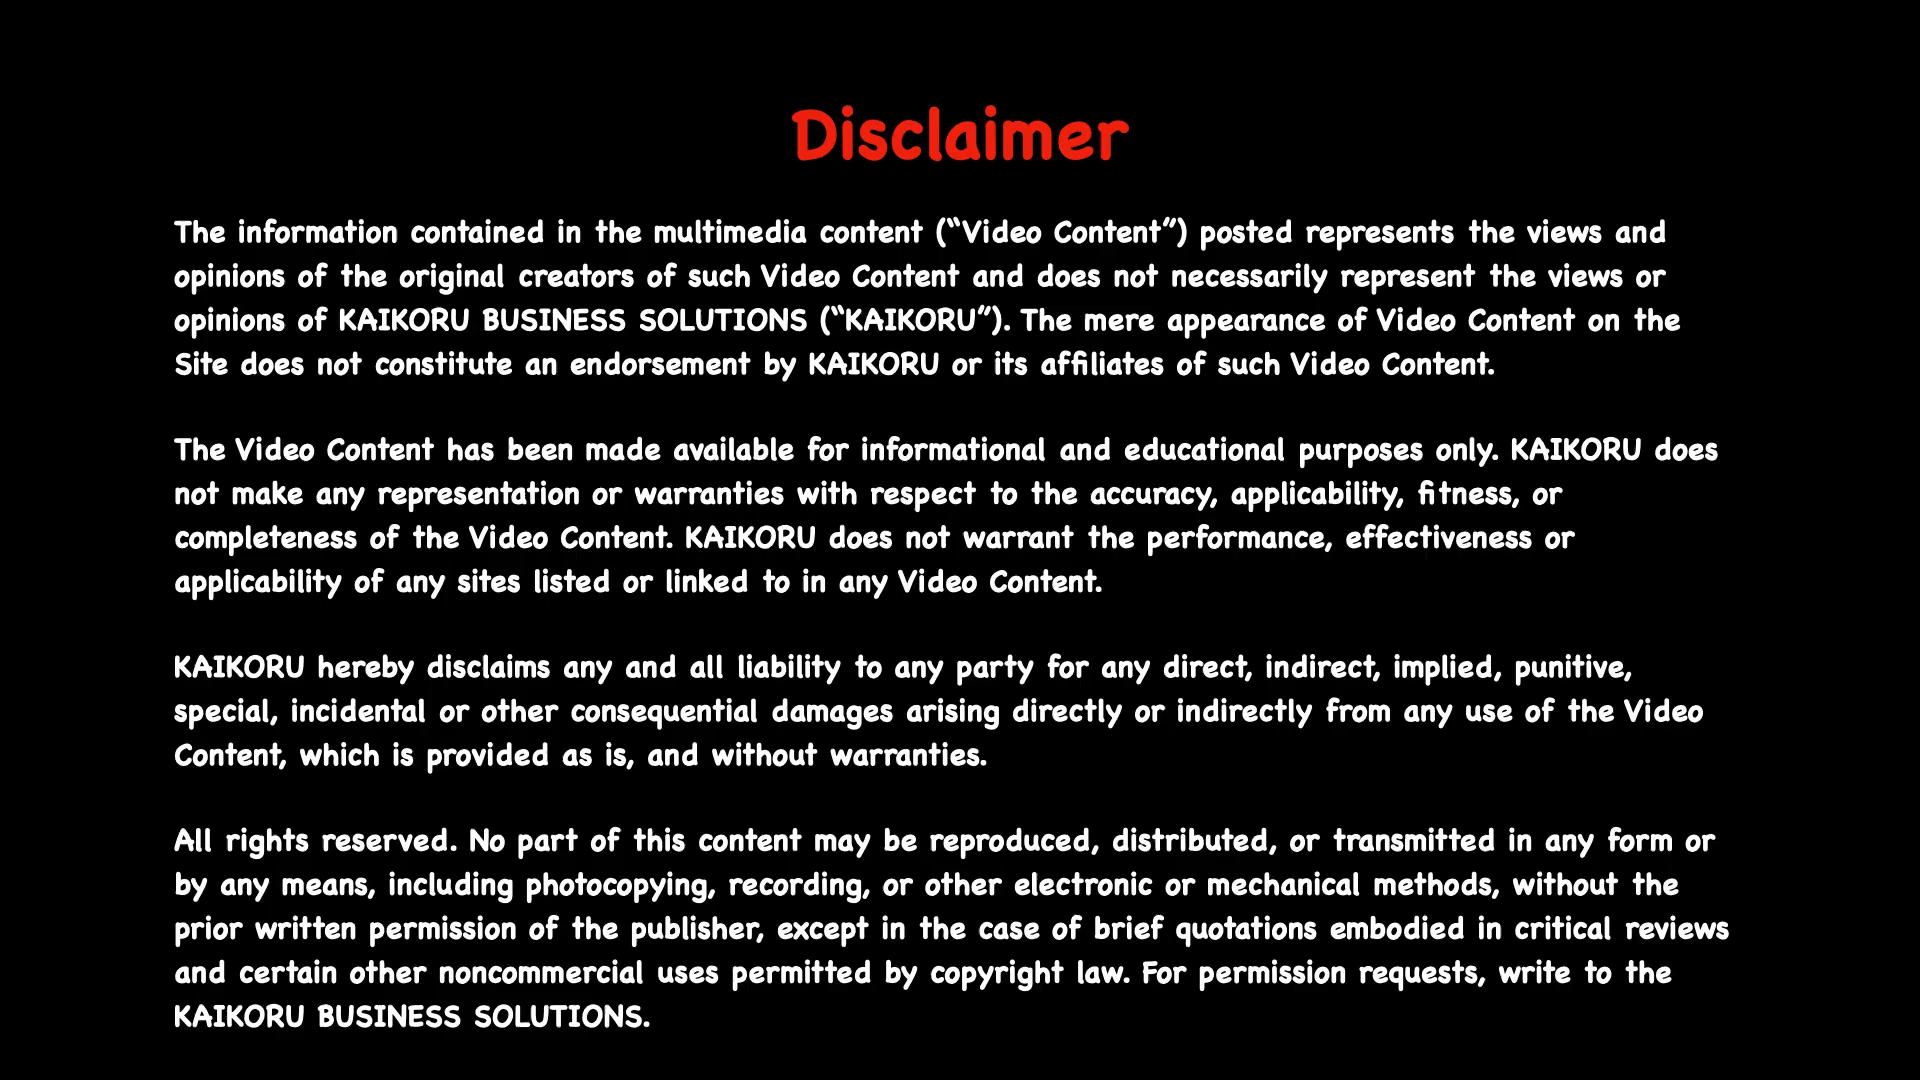 Disclaimer
The information contained in the multimedia content (“Video Content”) posted represents the views and
opinions of the original creators of such Video Content and does not necessarily represent the views or
opinions of KAIKORU BUSINESS SOLUTIONS (“KAIKORU”). The mere appearance of Video Content on the
Site does not constitute an endorsement by KAIKORU or its affiliates of such Video Content.
The Video Content has been made available for informational and educational purposes only. KAIKORU does
not make any representation or warranties with respect to the accuracy, applicability, fitness, or
completeness of the Video Content. KAIKORU does not warrant the performance, effectiveness or
applicability of any sites listed or linked to in any Video Content.
KAIKORU hereby disclaims any and all liability to any party for any direct, indirect, implied, punitive,
special, incidental or other consequential damages arising directly or indirectly from any use of the Video
Content, which is provided as is, and without warranties.
All rights reserved. No part of this content may be reproduced, distributed, or transmitted in any form or
by any means, including photocopying, recording, or other electronic or mechanical methods, without the
prior written permission of the publisher, except in the case of brief quotations embodied in critical reviews
and certain other noncommercial uses permitted by copyright law. For permission requests, write to the
KAIKORU BUSINESS SOLUTIONS.